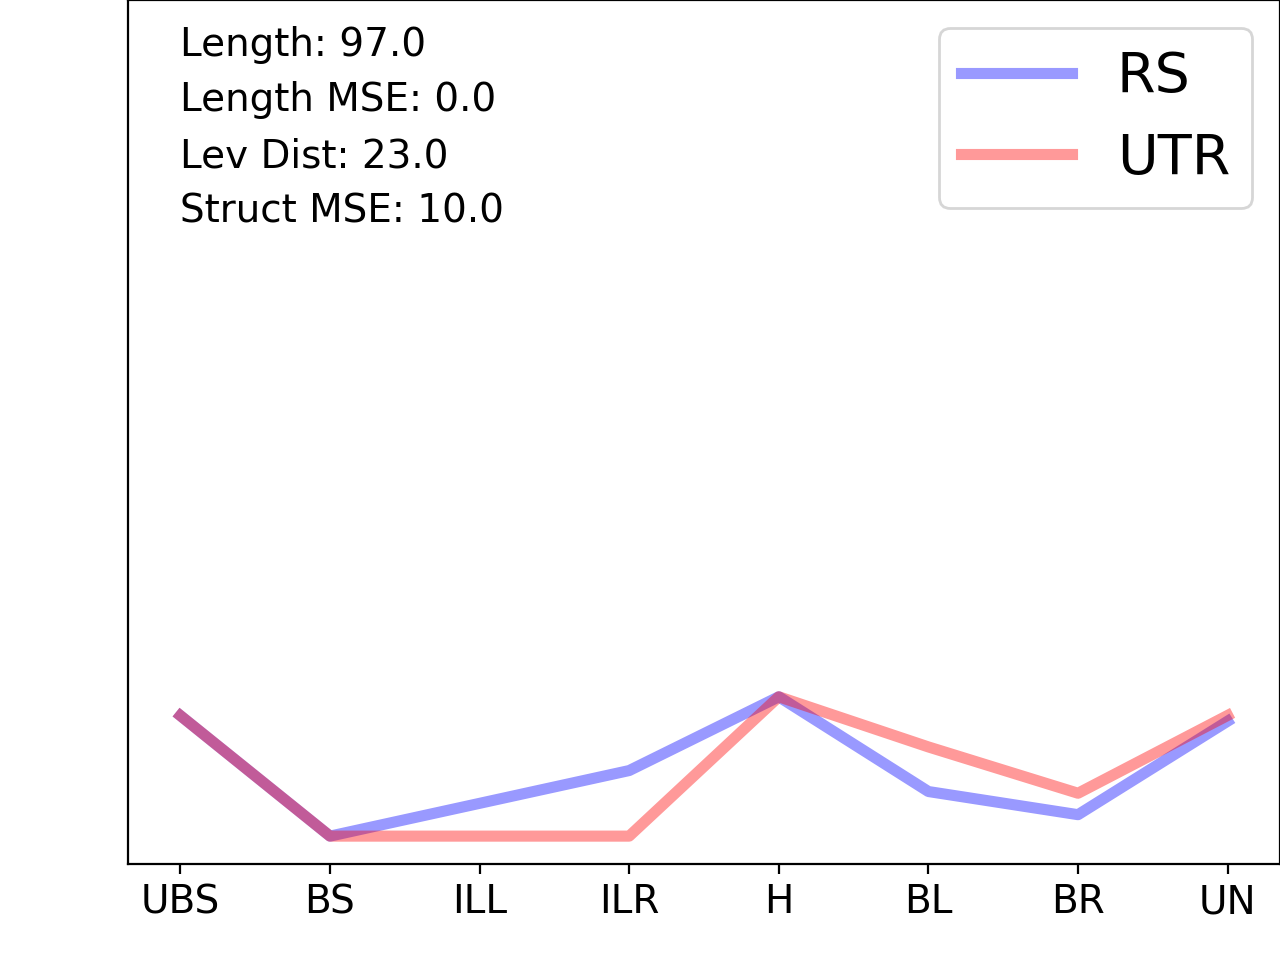 Length: 97.0
Length MSE: 0.0
Lev Dist: 23.0
Struct MSE: 10.0
RS
UTR
UBS BS ILL ILR H BL BR UN